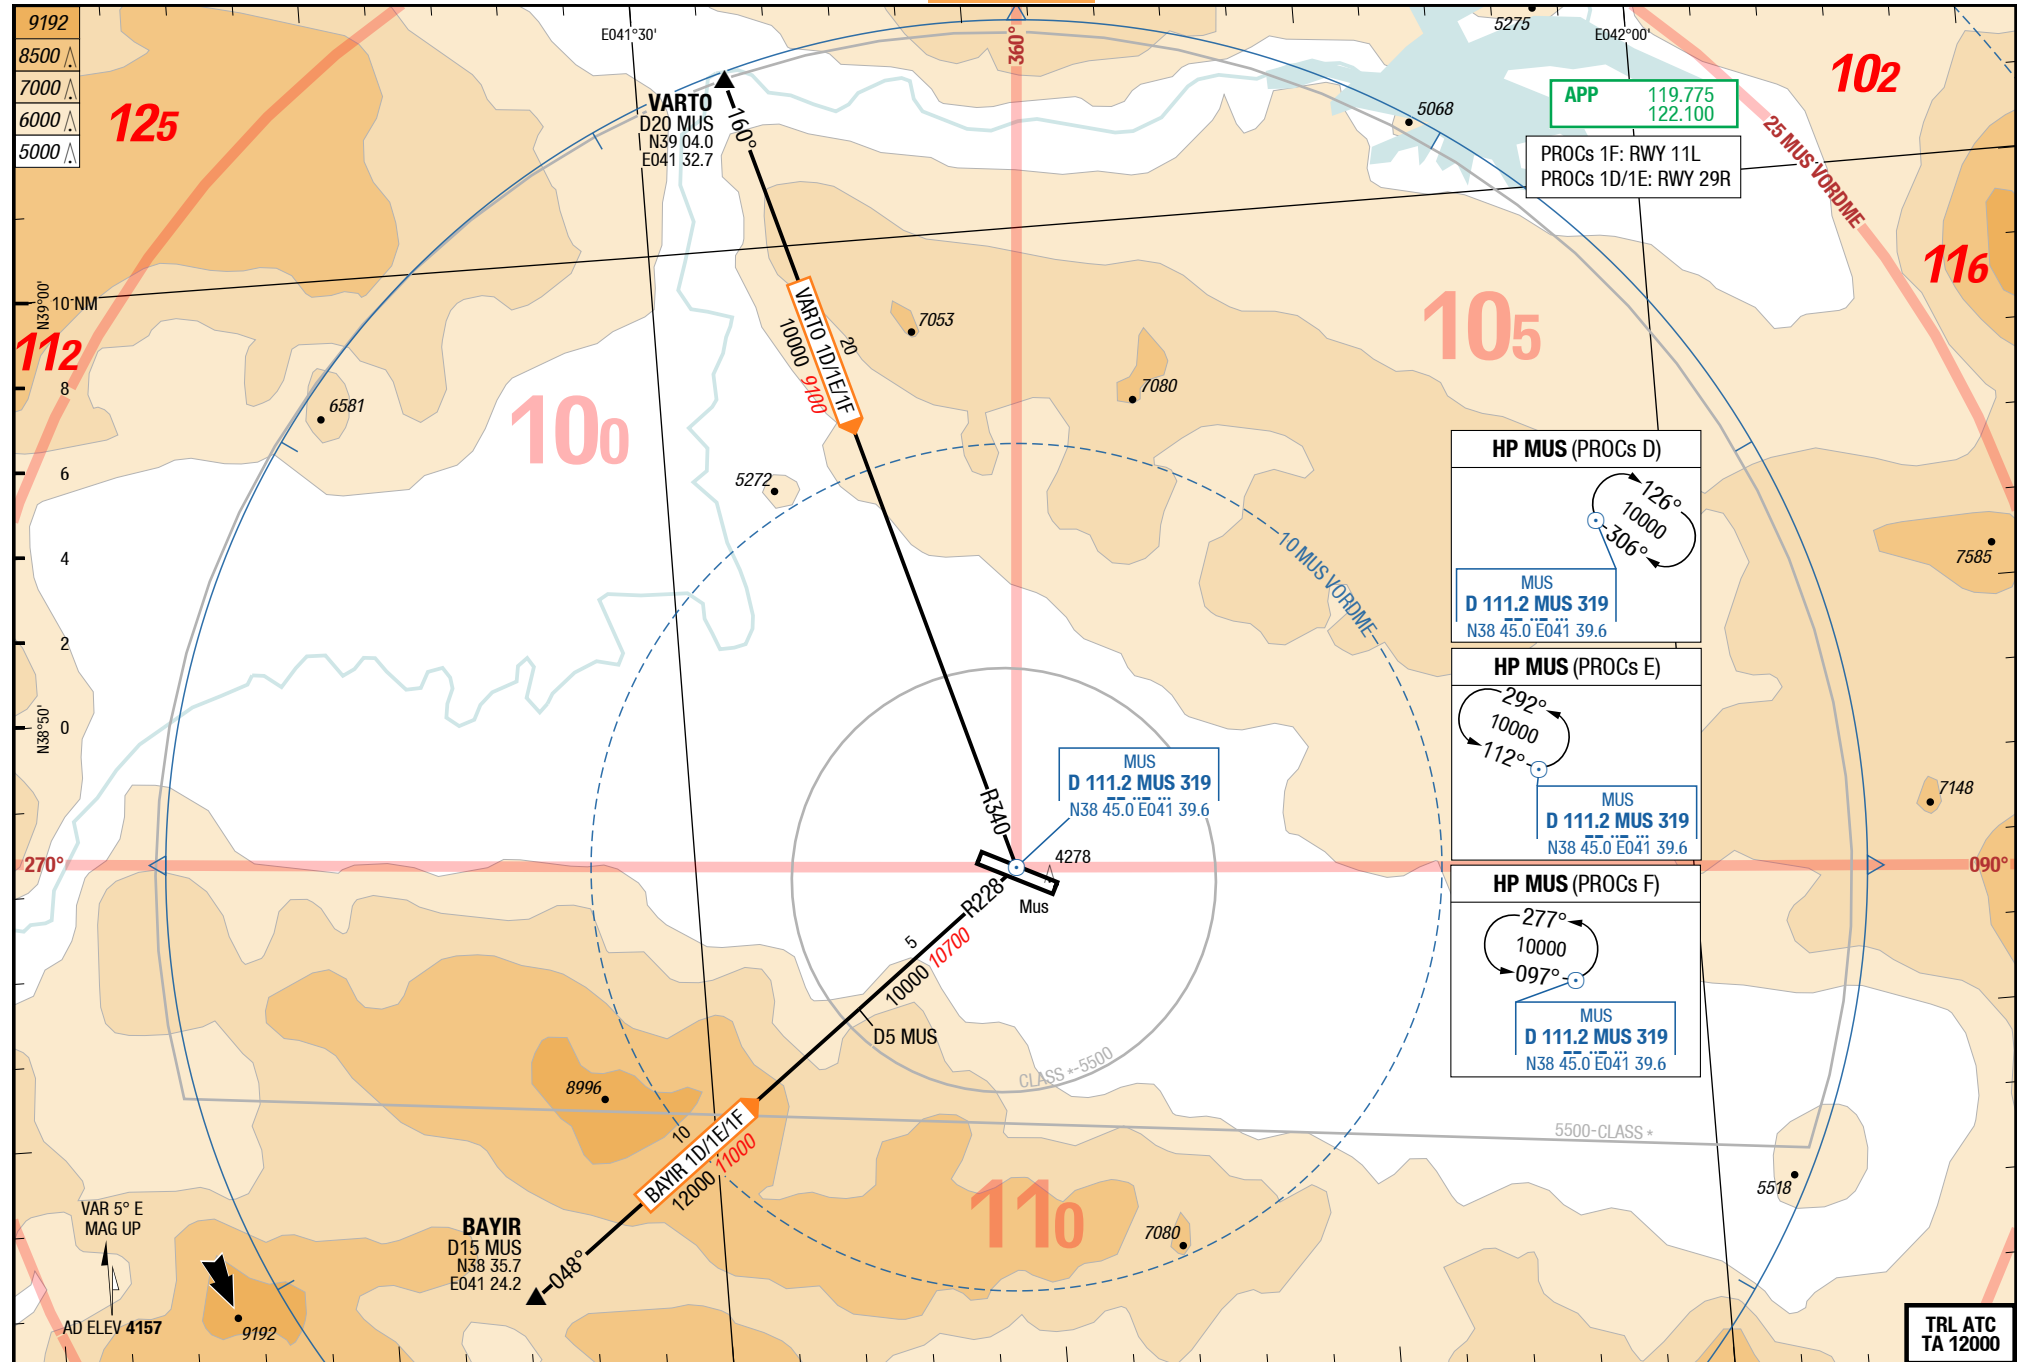 9192
8500
7000
6000
5000
125
E041°30'
360°
5275
E042°00'
102
APP 119.775
122.100
5068
PROCs 1F: RWY 11L
PROCs 1D/1E: RWY 29R
25 MUS VORDME
VARTO
D20 MUS
N39 04.0
E041 32.7
160°
116
N39°00'
10 NM
112
8
6
4
2
0
N38°50'
VARTO 1D/1E/1F
20
10000 9100
7053
7080
105
100
6581
5272
10 MUS VORDME
7585
7148
HP MUS (PROCs D)
126°
10000
306°
MUS
D 111.2 MUS 319
N38 45.0 E041 39.6
HP MUS (PROCs E)
292°
10000
112°
MUS
D 111.2 MUS 319
N38 45.0 E041 39.6
HP MUS (PROCs F)
277°
10000
097°
MUS
D 111.2 MUS 319
N38 45.0 E041 39.6
MUS
D 111.2 MUS 319
N38 45.0 E041 39.6
R340
270°
090°
4278
Mus
R228
5
10000 10700
D5 MUS
CLASS *-5500
5500-CLASS *
8996
10
BAYIR 1D/1E/1F
12000 11000
110
7080
5518
BAYIR
D15 MUS
N38 35.7
E041 24.2
048°
VAR 5° E
MAG UP
AD ELEV 4157
9192
TRL ATC
TA 12000